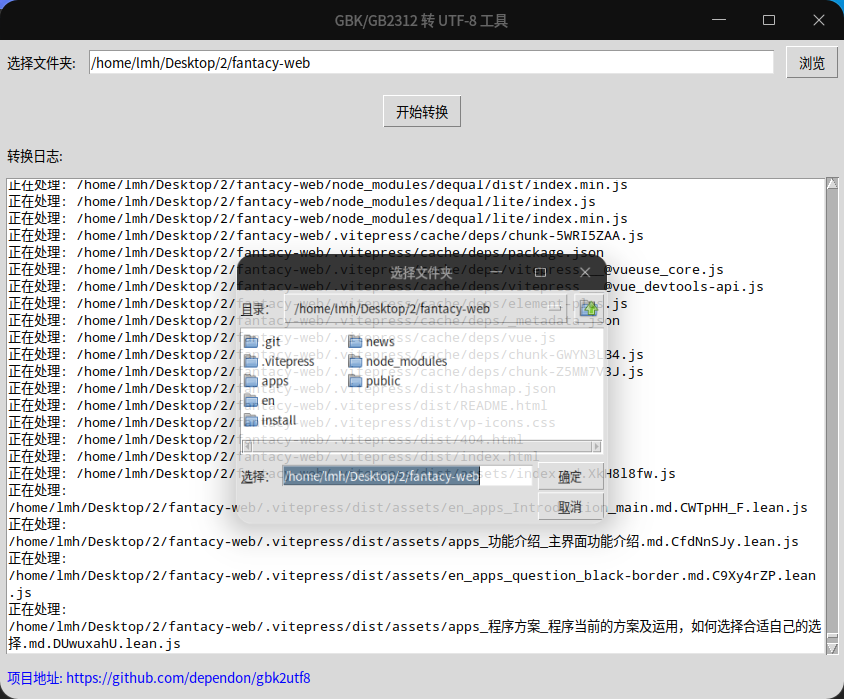 GBK/GB2312 转 UTF-8 工具
选择文件夹: /home/lmh/Desktop/2/fantacy-web 浏览
开始转换
转换日志:
正在处理: /home/lmh/Desktop/2/fantacy-web/node_modules/dequal/dist/index.min.js
正在处理: /home/lmh/Desktop/2/fantacy-web/node_modules/dequal/lite/index.js
正在处理: /home/lmh/Desktop/2/fantacy-web/node_modules/dequal/lite/index.min.js
正在处理: /home/lmh/Desktop/2/fantacy-web/.vitepress/cache/deps/chunk-5WRI5ZAA.js
正在处理: /home/lmh/Desktop/2/fantacy-web/.vitepress/cache/deps/package.json
正在处理: /home/lmh/Desktop/2/fantacy-web/.vitepress/cache/deps/vitepress @vueuse_core.js
正在处理: /home/lmh/Desktop/2/fantacy-web/.vitepress/cache/deps/vitepress @vue_devtools-api.js
正在处理: /home/lmh/Desktop/2/fantacy-web/.vitepress/cache/deps/element- .js
正在处理: /home/lmh/Desktop/2/fantacy-web/.vitepress/cache/deps/_metadata.json
正在处理: /home/lmh/Desktop/2/fantacy-web/.vitepress/cache/deps/vue.js
正在处理: /home/lmh/Desktop/2/fantacy-web/.vitepress/cache/deps/chunk-GWYN3LB4.js
正在处理: /home/lmh/Desktop/2/fantacy-web/.vitepress/cache/deps/chunk-Z5MM7V3J.js
正在处理: /home/lmh/Desktop/2/fantacy-web/.vitepress/dist/hashmap.json
正在处理: /home/lmh/Desktop/2/fantacy-web/.vitepress/dist/README.html
正在处理: /home/lmh/Desktop/2/fantacy-web/.vitepress/dist/vp-icons.css
正在处理: /home/lmh/Desktop/2/fantacy-web/.vitepress/dist/404.html
正在处理: /home/lmh/Desktop/2/fantacy-web/.vitepress/dist/index.html
正在处理: /home/lmh/Desktop/2/fantacy-web/.vitepress/dist/assets/index
正在处理:
/home/lmh/Desktop/2/fantacy-web/.vitepress/dist/assets/en_apps_Introduction_main.md.CWTpHH_F.lean.js
正在处理:
/home/lmh/Desktop/2/fantacy-web/.vitepress/dist/assets/apps_功能介绍_主界面功能介绍.md.CfdNnSJy.lean.js
正在处理:
/home/lmh/Desktop/2/fantacy-web/.vitepress/dist/assets/en_apps_question_black-border.md.C9Xy4rZP.lean
.js
正在处理:
/home/lmh/Desktop/2/fantacy-web/.vitepress/dist/assets/apps_程序方案_程序当前的方案及运用，如何选择合适自己的选
择.md.DUwuxahU.lean.js
选择文件夹
目录: /home/lmh/Desktop/2/fantacy-web
.git
.vitepress
apps
en
install
news
node_modules
public
选择: /home/lmh/Desktop/2/fantacy-web 确定
取消
项目地址: https://github.com/dependon/gbk2utf8